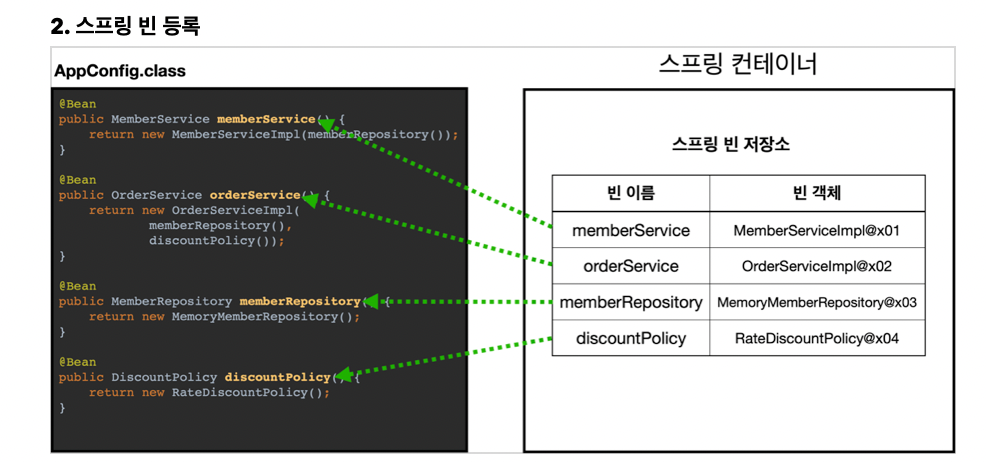 2. 스프링 빈 등록
AppConfig.class
@Bean
public MemberService memberService() {
    return new MemberServiceImpl(memberRepository());
}
@Bean
public OrderService orderService() {
    return new OrderServiceImpl(
            memberRepository(),
            discountPolicy());
}
@Bean
public MemberRepository memberRepository() {
    return new MemoryMemberRepository();
}
@Bean
public DiscountPolicy discountPolicy() {
    return new RateDiscountPolicy();
}
스프링 컨테이너
스프링 빈 저장소
빈 이름 빈 객체
memberService MemberServiceImpl@x01
orderService OrderServiceImpl@x02
memberRepository MemoryMemberRepository@x03
discountPolicy RateDiscountPolicy@x04